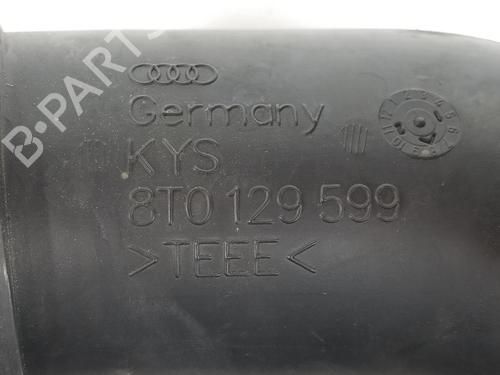 B-PARTS
Germany
KYS
8T0 129 599
>TEEE<